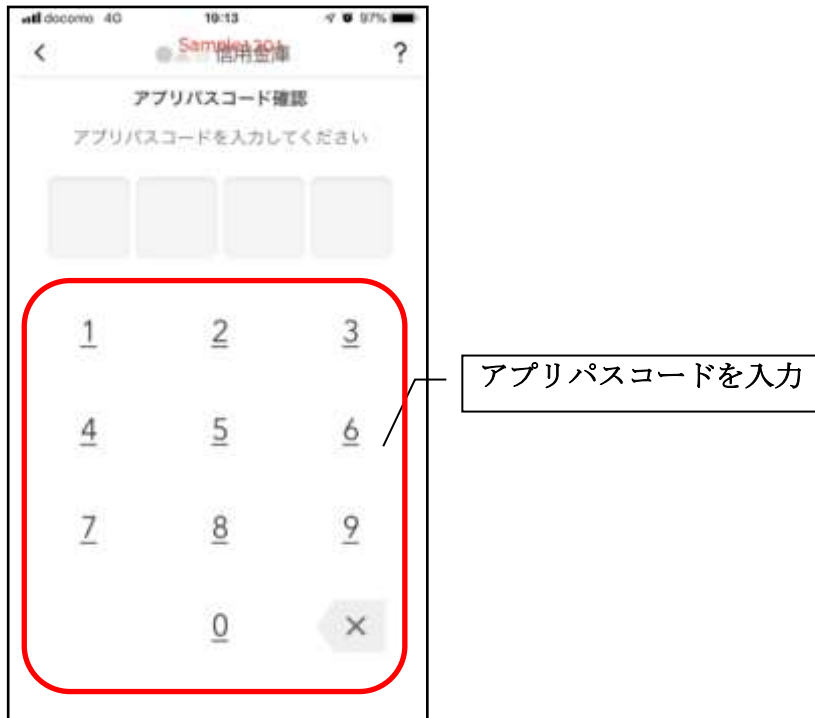 docomo 4G 19:13 97%
Sample1201 信用金庫 ?
アプリパスコード確認
アプリパスコードを入力してください
1 2 3
4 5 6
アプリパスコードを入力
7 8 9
0